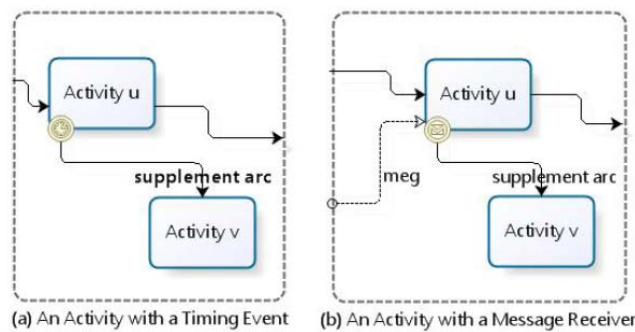 Activity u
supplement arc
Activity v
(a) An Activity with a Timing Event
Activity u
meg
supplement arc
Activity v
(b) An Activity with a Message Receiver